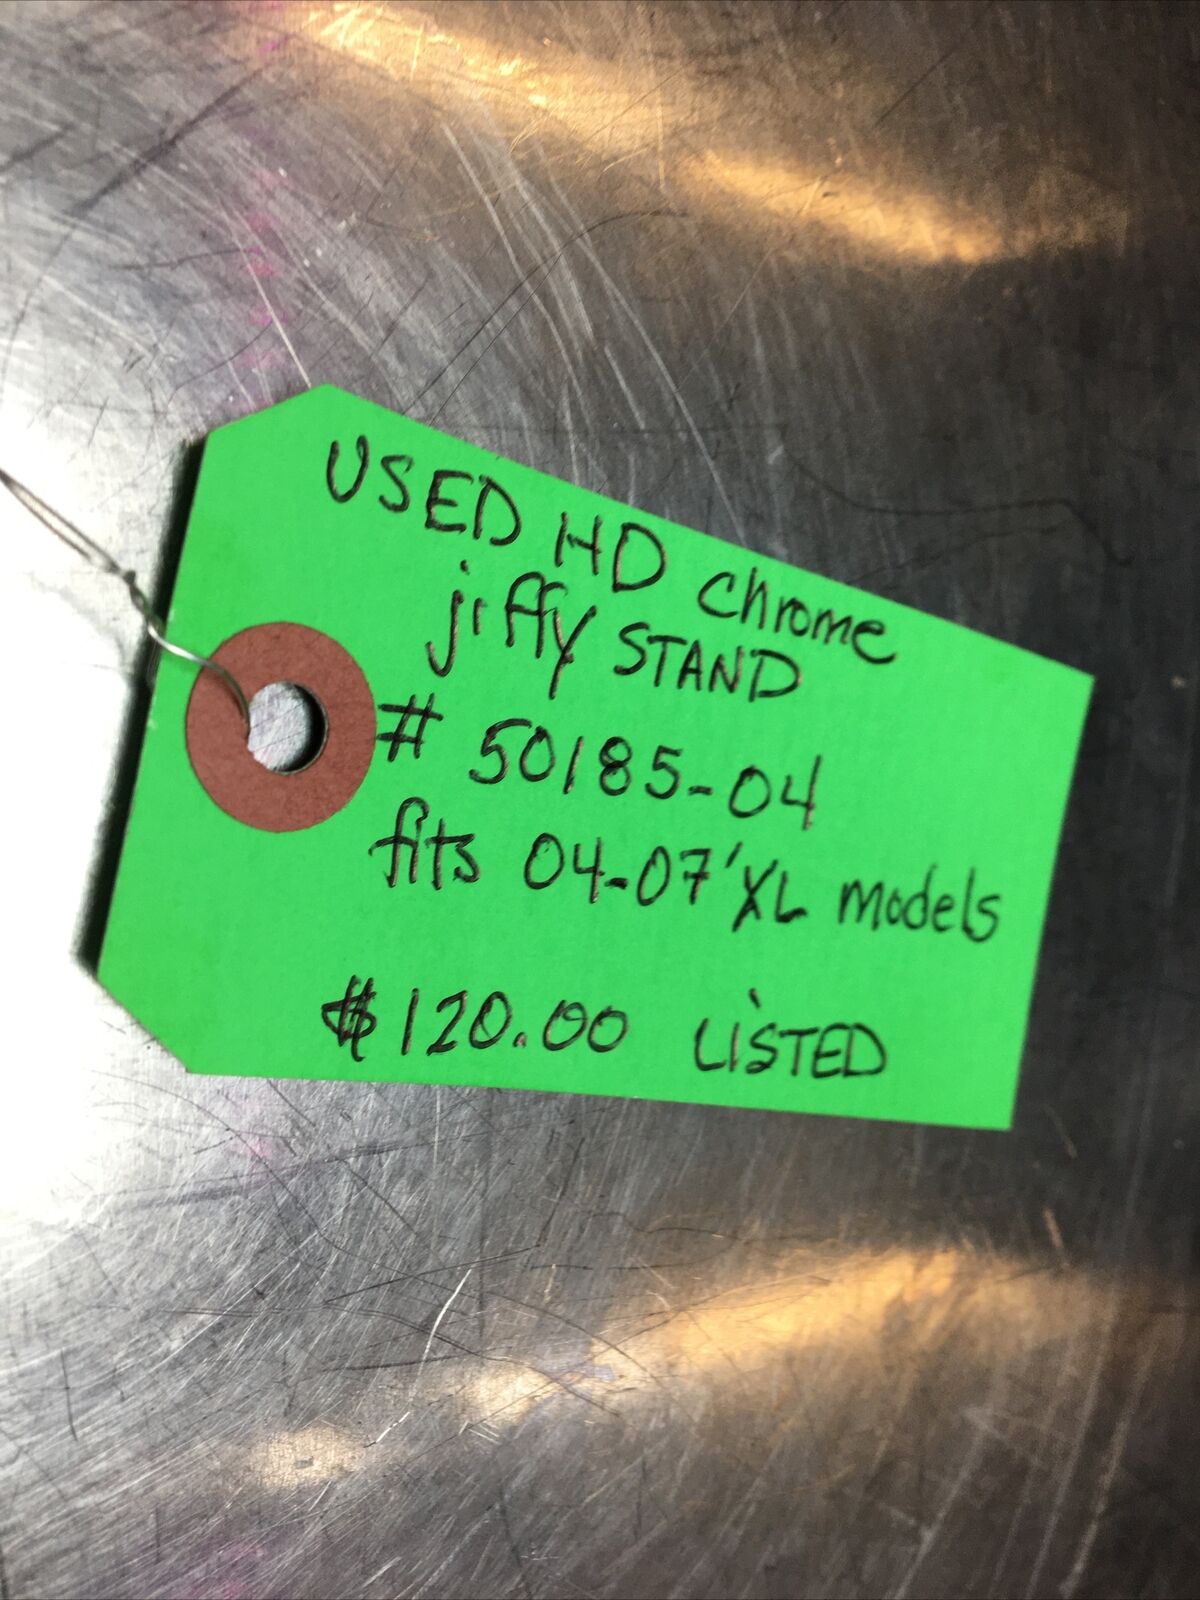 USED HD chrome
jiffy STAND
# 50185-04
fits 04-07' XL models
$120.00 LiSTED